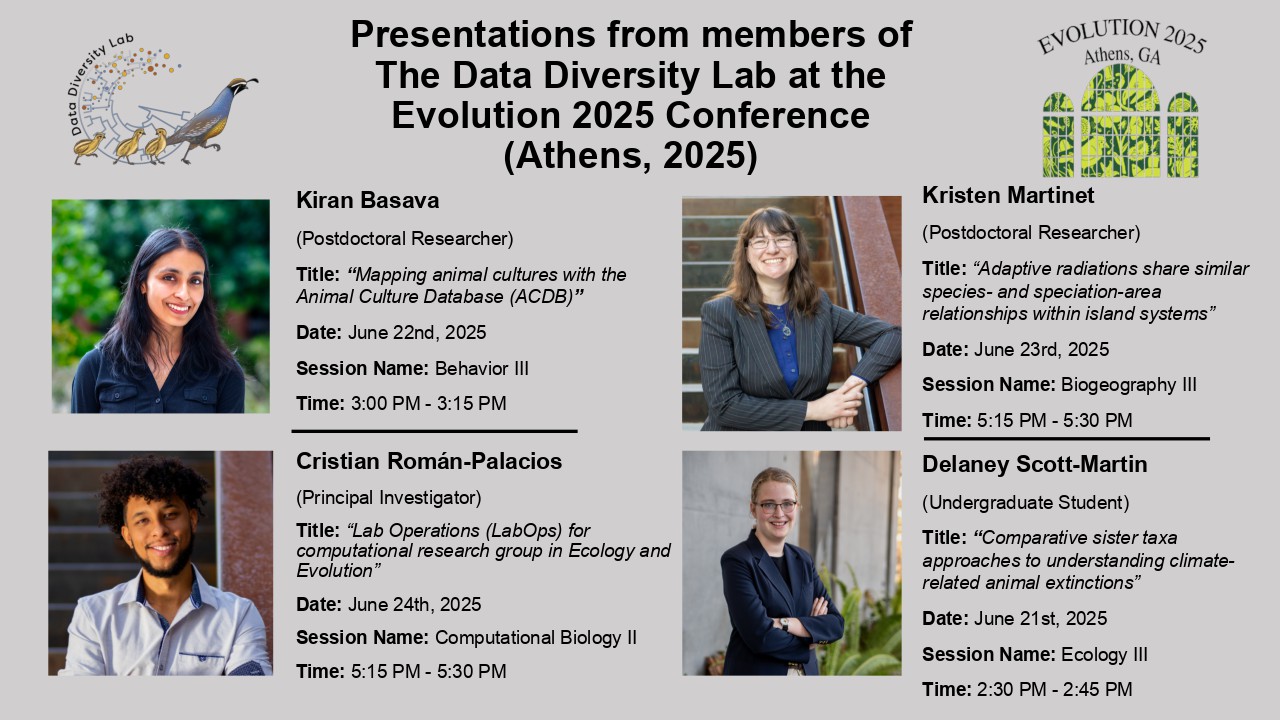 Data Diversity Lab
Presentations from members of
The Data Diversity Lab at the
Evolution 2025 Conference
(Athens, 2025)
EVOLUTION 2025
Athens, GA
Kiran Basava
(Postdoctoral Researcher)
Title: “Mapping animal cultures with the
Animal Culture Database (ACDB)”
Date: June 22nd, 2025
Session Name: Behavior III
Time: 3:00 PM - 3:15 PM
Kristen Martinet
(Postdoctoral Researcher)
Title: “Adaptive radiations share similar
species- and speciation-area
relationships within island systems”
Date: June 23rd, 2025
Session Name: Biogeography III
Time: 5:15 PM - 5:30 PM
Cristian Román-Palacios
(Principal Investigator)
Title: “Lab Operations (LabOps) for
computational research group in Ecology and
Evolution”
Date: June 24th, 2025
Session Name: Computational Biology II
Time: 5:15 PM - 5:30 PM
Delaney Scott-Martin
(Undergraduate Student)
Title: “Comparative sister taxa
approaches to understanding climate-
related animal extinctions”
Date: June 21st, 2025
Session Name: Ecology III
Time: 2:30 PM - 2:45 PM